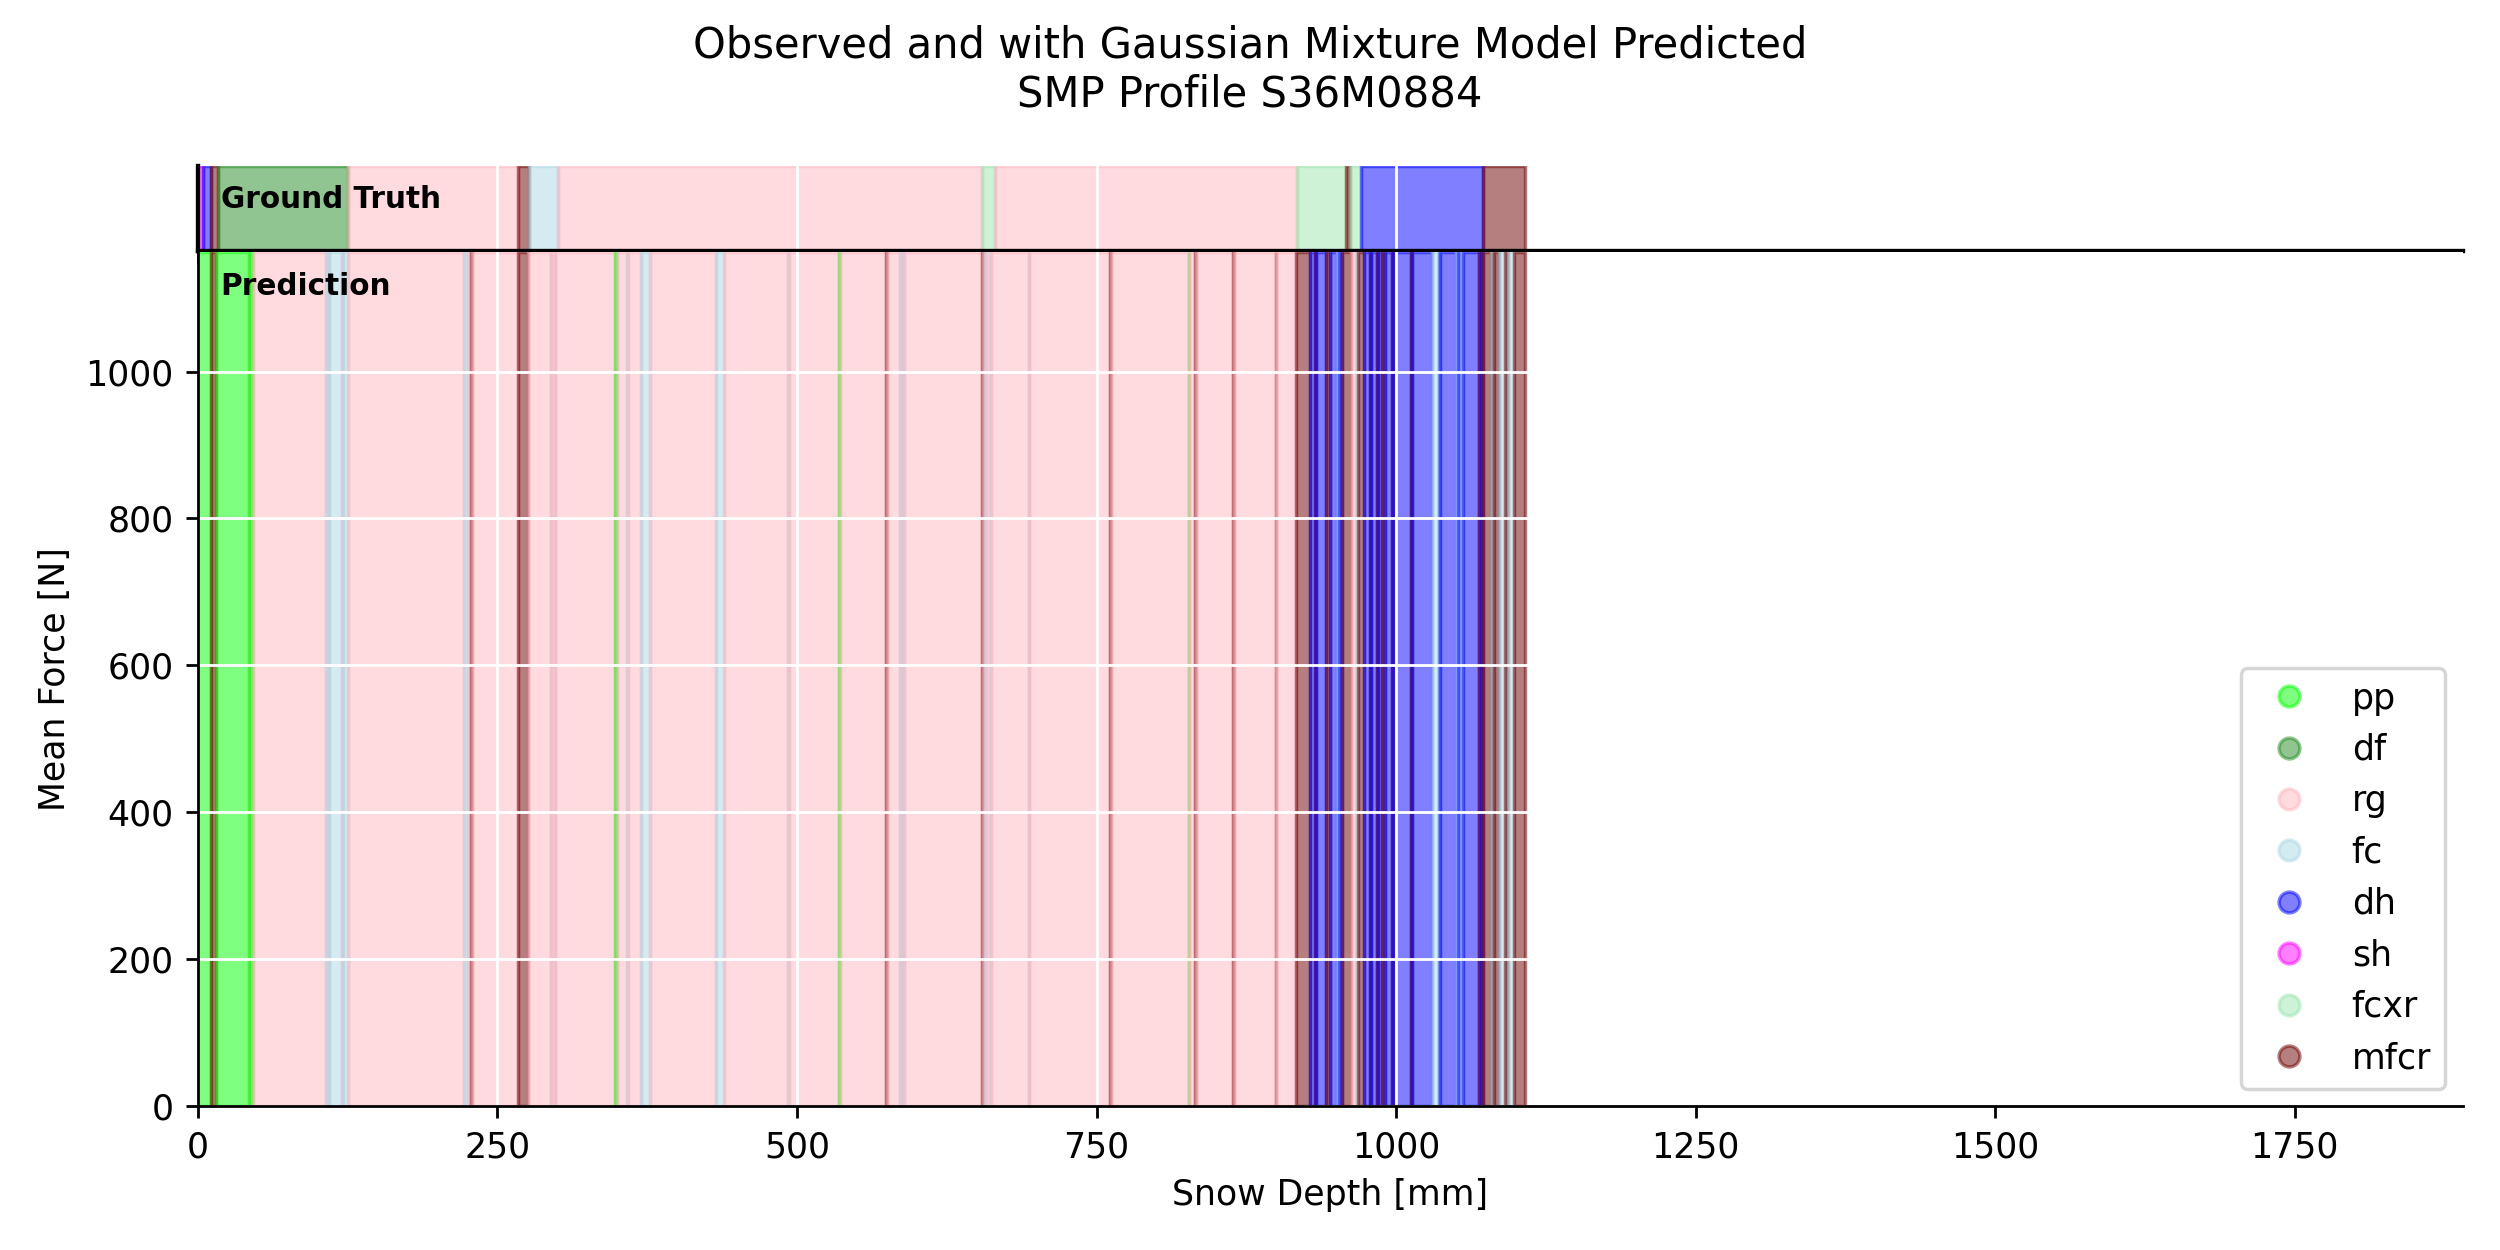 Observed and with Gaussian Mixture Model Predicted
SMP Profile S36M0884
Ground Truth
Prediction
1000
800
600
400
200
0
Mean Force [N]
0 250 500 750 1000 1250 1500 1750
Snow Depth [mm]
pp
df
rg
fc
dh
sh
fcxr
mfcr